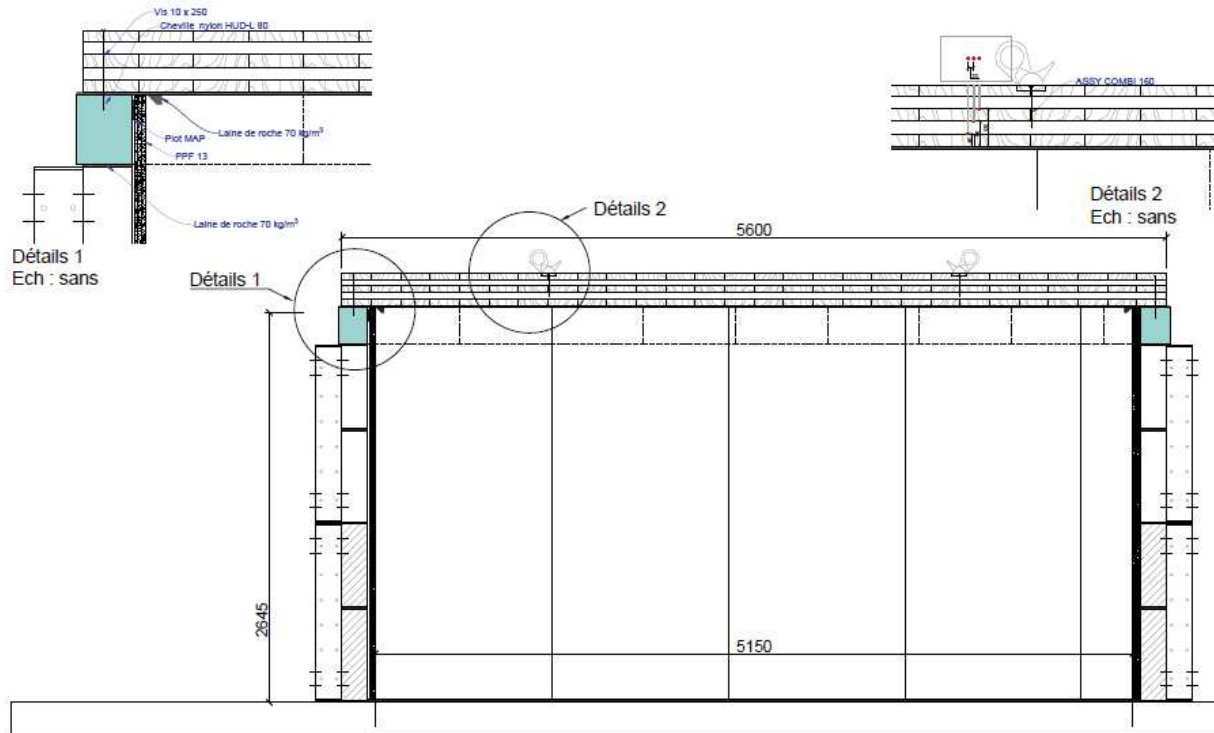 Vis 10 x 250
Cheville nylon HUD-L 80
Laine de roche 70 kg/m³
Plot MAP
PPF 13
Laine de roche 70 kg/m³
Détails 1
Ech : sans
ASSY COMBI 160
Détails 2
Ech : sans
Détails 1
Détails 2
5600
2645
5150